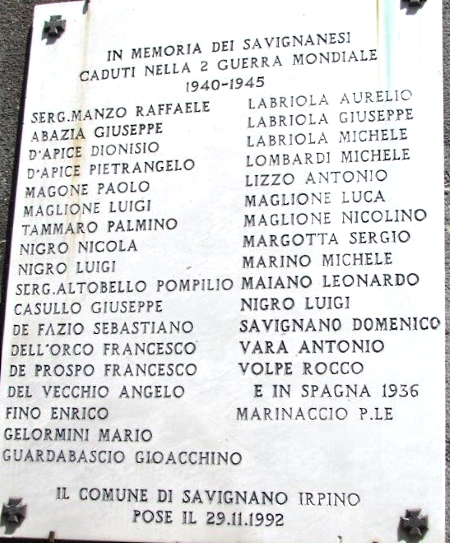 IN MEMORIA DEI SAVIGNANESI
CADUTI NELLA 2 GUERRA MONDIALE
1940-1945
SERG.MANZO RAFFAELE
ABAZIA GIUSEPPE
D'APICE DIONISIO
D'APICE PIETRANGELO
MAGONE PAOLO
MAGLIONE LUIGI
TAMMARO PALMINO
NIGRO NICOLA
NIGRO LUIGI
SERG.ALTOBELLO POMPILIO
CASULLO GIUSEPPE
DE FAZIO SEBASTIANO
DELL'ORCO FRANCESCO
DE PROSPO FRANCESCO
DEL VECCHIO ANGELO
FINO ENRICO
GELORMINI MARIO
GUARDABASCIO GIOACCHINO
LABRIOLA AURELIO
LABRIOLA GIUSEPPE
LABRIOLA MICHELE
LOMBARDI MICHELE
LIZZO ANTONIO
MAGLIONE LUCA
MAGLIONE NICOLINO
MARGOTTA SERGIO
MARINO MICHELE
MAIANO LEONARDO
NIGRO LUIGI
SAVIGNANO DOMENICO
VARA ANTONIO
VOLPE ROCCO
E IN SPAGNA 1936
MARINACCIO P.LE
IL COMUNE DI SAVIGNANO IRPINO
POSE IL 29.11.1992